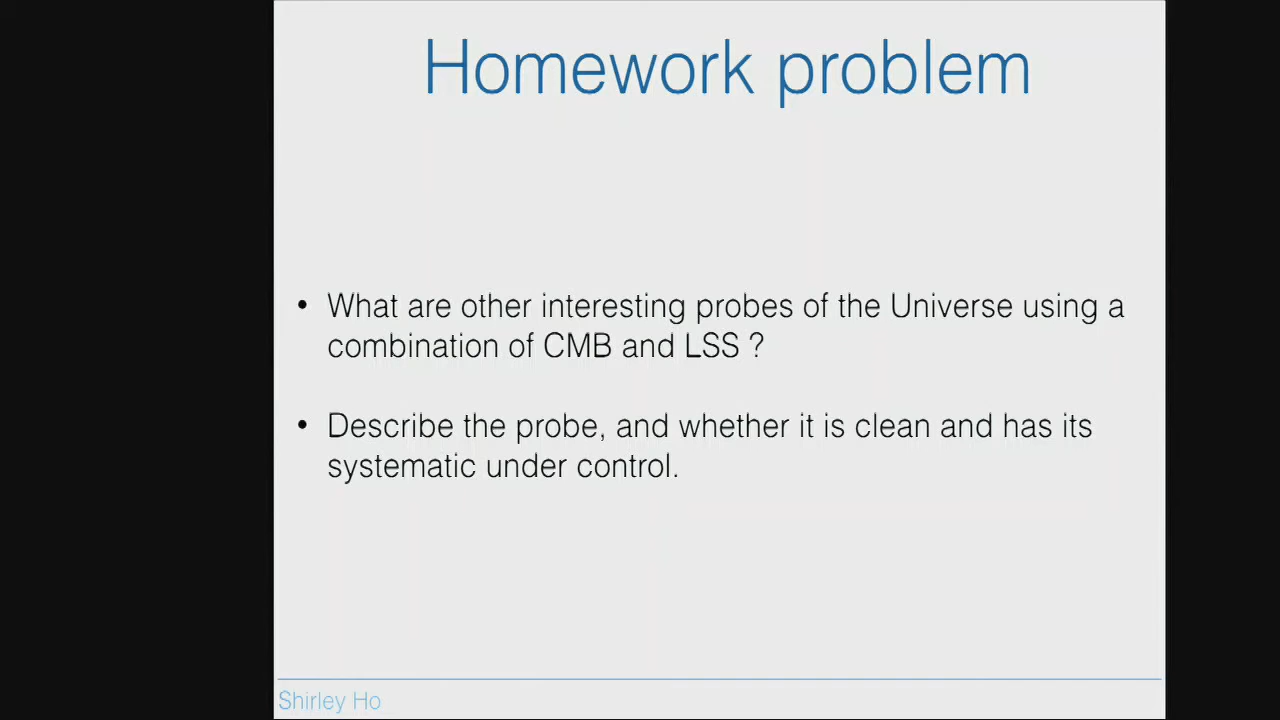 Homework problem
• What are other interesting probes of the Universe using a
combination of CMB and LSS ?
• Describe the probe, and whether it is clean and has its
systematic under control.
Shirley Ho